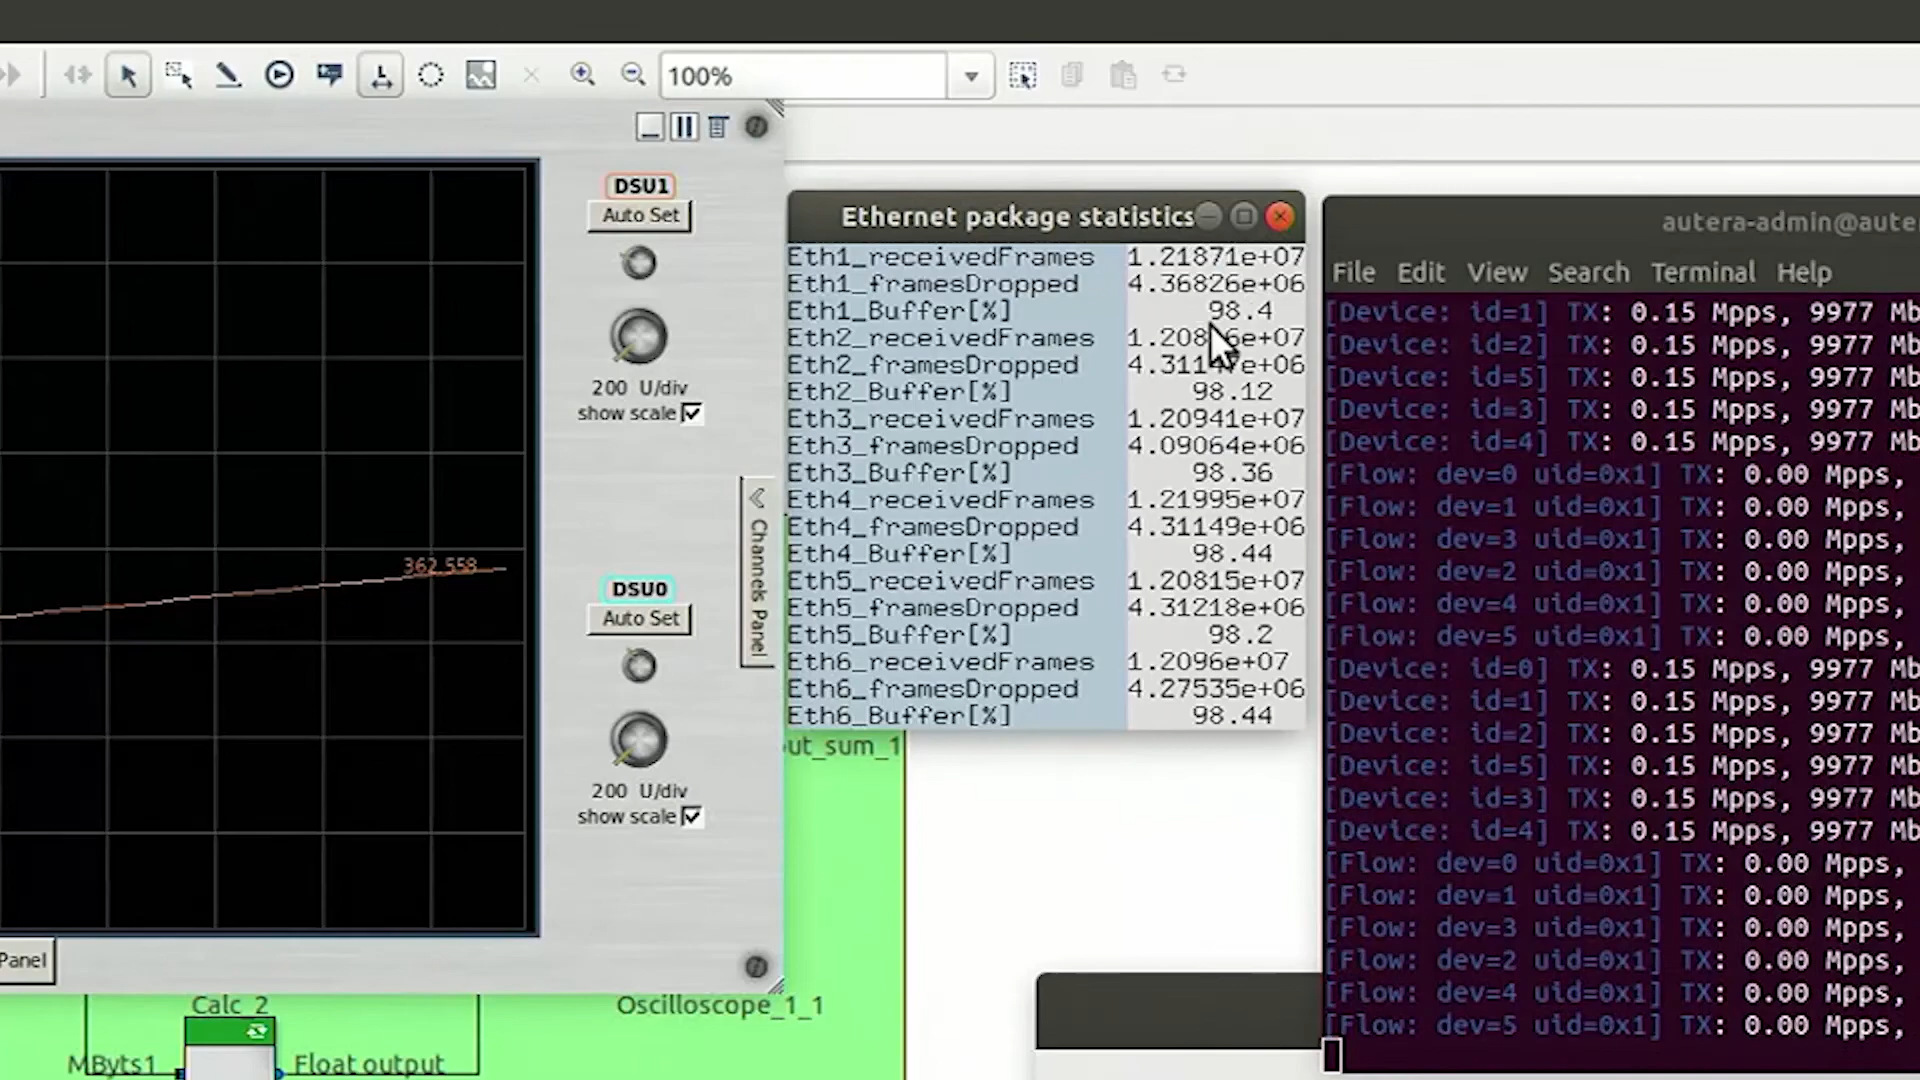 100%
DSU1
Auto Set
200 U/div
show scale
362.558
Channels Panel
DSU0
Auto Set
200 U/div
show scale
Panel
Calc_2
Oscilloscope_1_1
MByts1
Float output
ut_sum_1
Ethernet package statistics
Eth1_receivedFrames 1.21871e+07
Eth1_framesDropped 4.36826e+06
Eth1_Buffer[%] 98.4
Eth2_receivedFrames
Eth2_framesDropped
Eth2_Buffer[%] 98.12
Eth3_receivedFrames 1.20941e+07
Eth3_framesDropped 4.09064e+06
Eth3_Buffer[%] 98.36
Eth4_receivedFrames 1.21995e+07
Eth4_framesDropped 4.31149e+06
Eth4_Buffer[%] 98.44
Eth5_receivedFrames 1.20815e+07
Eth5_framesDropped 4.31218e+06
Eth5_Buffer[%] 98.2
Eth6_receivedFrames 1.2096e+07
Eth6_framesDropped 4.27535e+06
Eth6_Buffer[%] 98.44
autera-admin@aute
File Edit View Search Terminal Help
[Device: id=1] TX: 0.15 Mpps, 9977 Mb
[Device: id=2] TX: 0.15 Mpps, 9977 Mb
[Device: id=5] TX: 0.15 Mpps, 9977 Mb
[Device: id=3] TX: 0.15 Mpps, 9977 Mb
[Device: id=4] TX: 0.15 Mpps, 9977 Mb
[Flow: dev=0 uid=0x1] TX: 0.00 Mpps,
[Flow: dev=1 uid=0x1] TX: 0.00 Mpps,
[Flow: dev=3 uid=0x1] TX: 0.00 Mpps,
[Flow: dev=2 uid=0x1] TX: 0.00 Mpps,
[Flow: dev=4 uid=0x1] TX: 0.00 Mpps,
[Flow: dev=5 uid=0x1] TX: 0.00 Mpps,
[Device: id=0] TX: 0.15 Mpps, 9977 Mb
[Device: id=1] TX: 0.15 Mpps, 9977 Mb
[Device: id=2] TX: 0.15 Mpps, 9977 Mb
[Device: id=5] TX: 0.15 Mpps, 9977 Mb
[Device: id=3] TX: 0.15 Mpps, 9977 Mb
[Device: id=4] TX: 0.15 Mpps, 9977 Mb
[Flow: dev=0 uid=0x1] TX: 0.00 Mpps,
[Flow: dev=1 uid=0x1] TX: 0.00 Mpps,
[Flow: dev=3 uid=0x1] TX: 0.00 Mpps,
[Flow: dev=2 uid=0x1] TX: 0.00 Mpps,
[Flow: dev=4 uid=0x1] TX: 0.00 Mpps,
[Flow: dev=5 uid=0x1] TX: 0.00 Mpps,